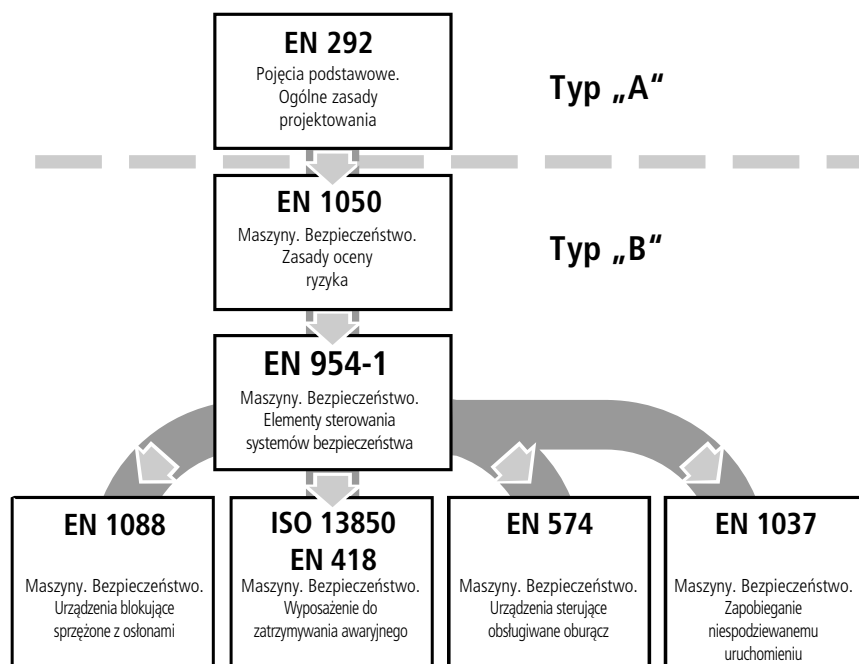 EN 292
Pojęcia podstawowe.
Ogólne zasady
projektowania
Typ „A“
EN 1050
Maszyny. Bezpieczeństwo.
Zasady oceny
ryzyka
Typ „B“
EN 954-1
Maszyny. Bezpieczeństwo.
Elementy sterowania
systemów bezpieczeństwa
EN 1088
Maszyny. Bezpieczeństwo.
Urządzenia blokujące
sprzężone z osłonami
ISO 13850
EN 418
Maszyny. Bezpieczeństwo.
Wyposażenie do
zatrzymywania awaryjnego
EN 574
Maszyny. Bezpieczeństwo.
Urządzenia sterujące
obsługiwane oburącz
EN 1037
Maszyny. Bezpieczeństwo.
Zapobieganie
niespodziewanemu
uruchomieniu